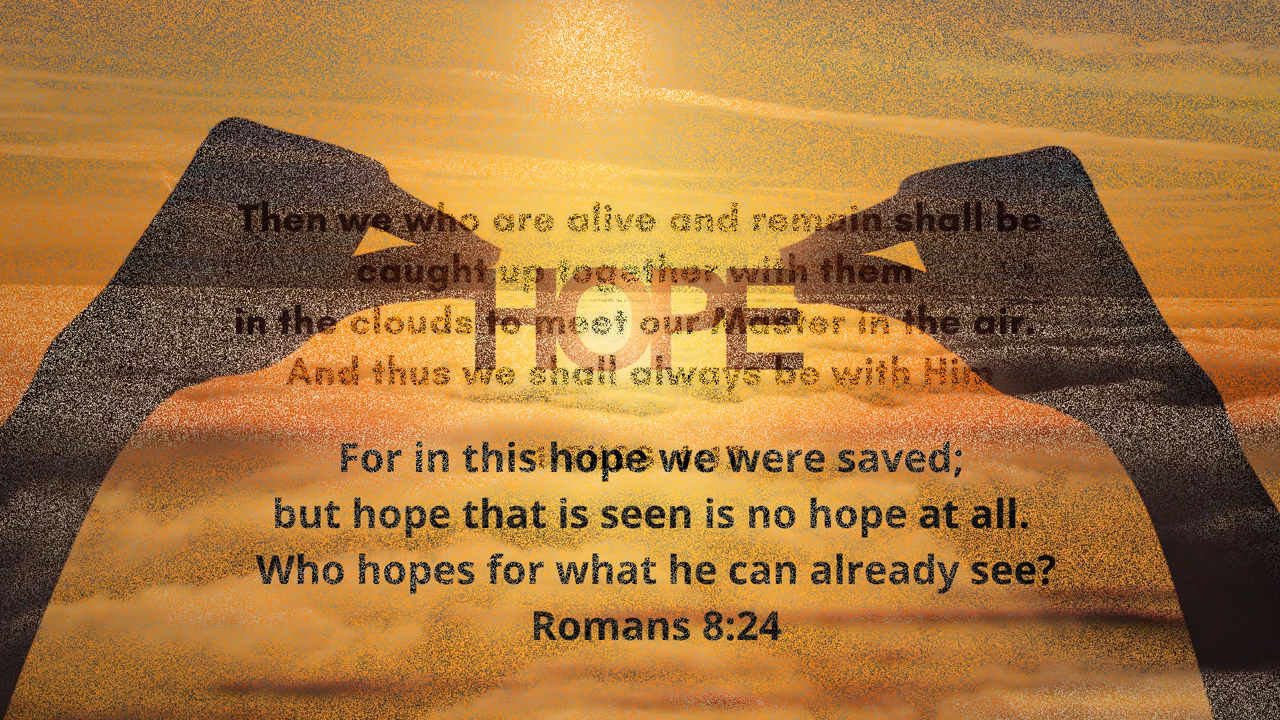 Then we who are alive and remain shall be
caught up together with them
HOPE
in the clouds to meet our Master in the air.
And thus we shall always be with Him
For in this hope we were saved;
but hope that is seen is no hope at all.
Who hopes for what he can already see?
Romans 8:24